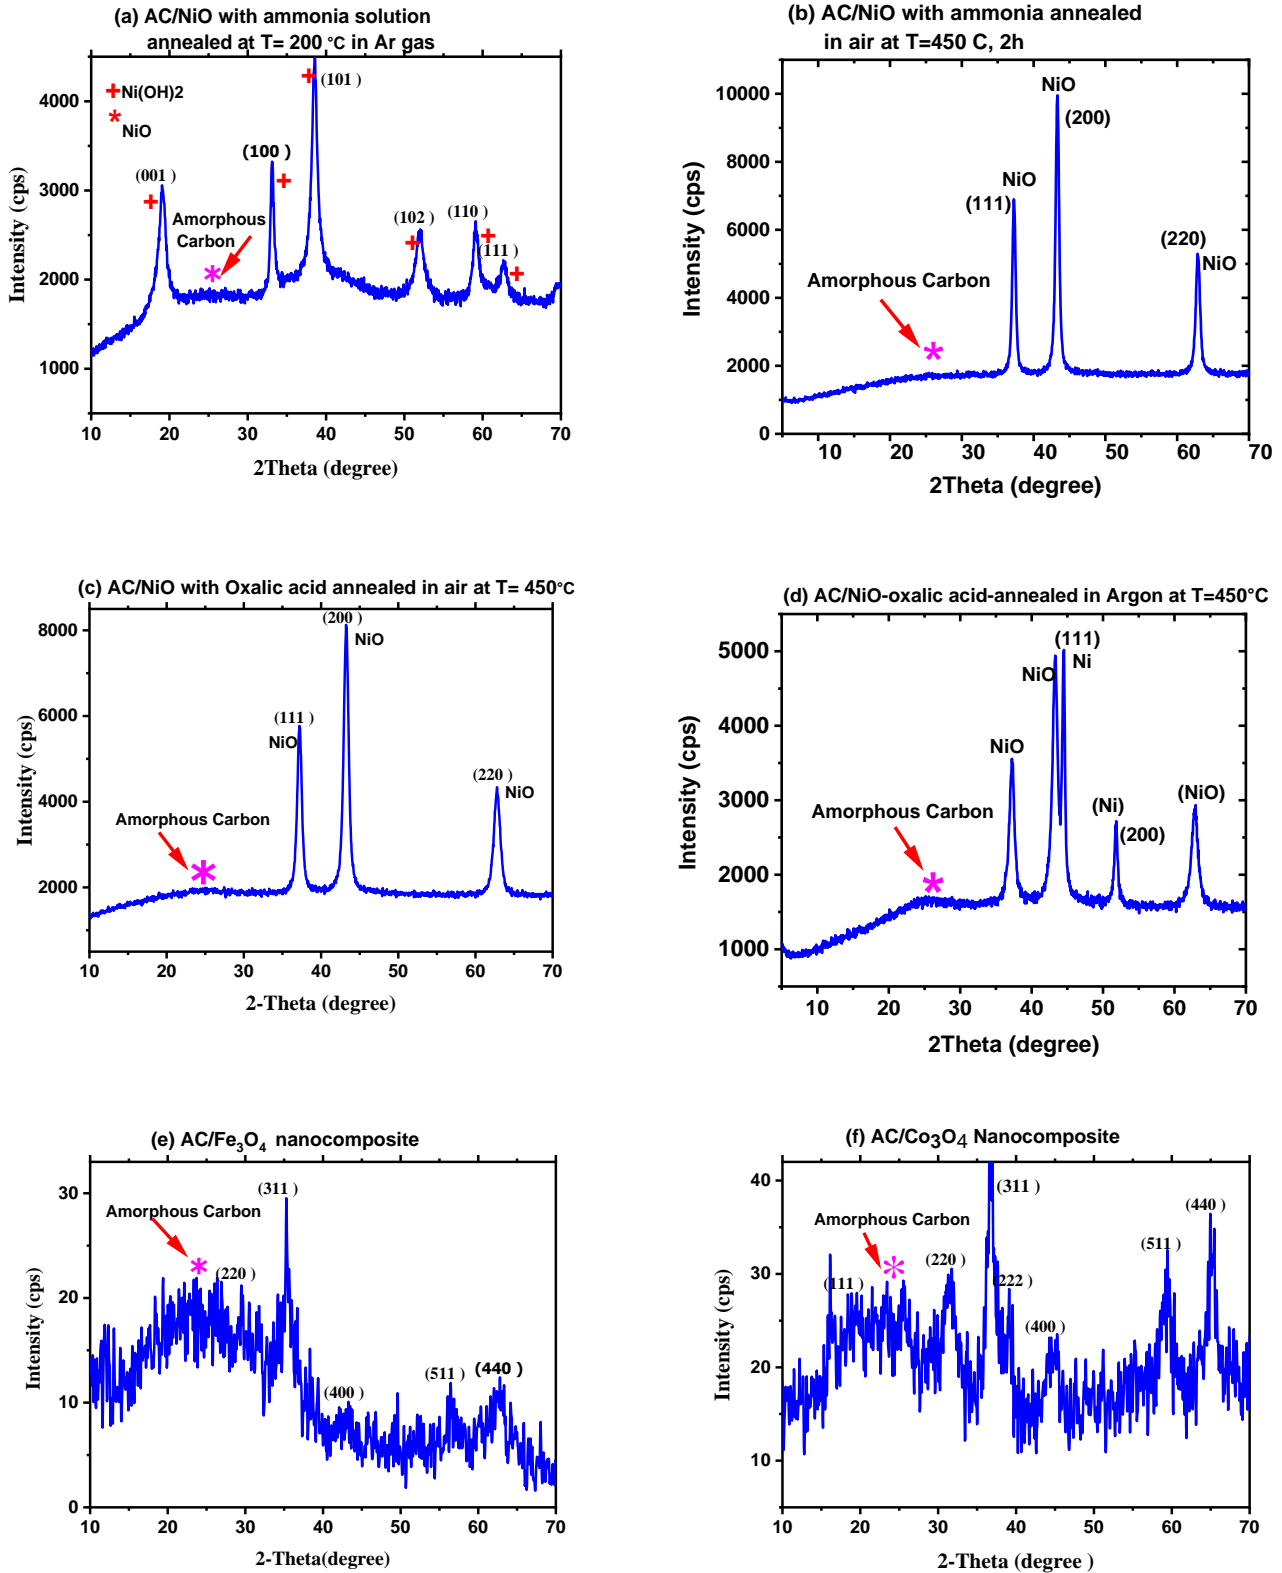 (a) AC/NiO with ammonia solution
annealed at T= 200 °C in Ar gas
Intensity (cps)
4000
3000
2000
1000
+Ni(OH)2
*
NiO
(001 )
+
Amorphous
Carbon
*
(100 )
+
+
(101 )
(102 )
+
(110 )
+
(111 )
+
10 20 30 40 50 60 70
2Theta (degree)
(b) AC/NiO with ammonia annealed
in air at T=450 C, 2h
Intensity (cps)
10000
8000
6000
4000
2000
0
NiO
(200)
NiO
(111)
(220)
NiO
Amorphous Carbon
*
10 20 30 40 50 60 70
2Theta (degree)
(c) AC/NiO with Oxalic acid annealed in air at T= 450°C
Intensity (cps)
8000
6000
4000
2000
(200 )
NiO
(111 )
NiO
(220 )
NiO
Amorphous Carbon
*
10 20 30 40 50 60 70
2-Theta (degree)
(d) AC/NiO-oxalic acid-annealed in Argon at T=450°C
Intensity (cps)
5000
4000
3000
2000
1000
(111)
NiO Ni
NiO
(Ni)
(200)
(NiO)
Amorphous Carbon
*
10 20 30 40 50 60 70
2Theta (degree)
(e) AC/Fe₃O₄ nanocomposite
Intensity (cps)
30
20
10
0
(311 )
Amorphous Carbon
*
(220 )
(400 )
(511 )
(440 )
10 20 30 40 50 60 70
2-Theta(degree)
(f) AC/Co₃O₄ Nanocomposite
Intensity (cps)
40
30
20
10
(311 )
(440 )
Amorphous Carbon
*
(511 )
(220 )
(111 )
(222 )
(400 )
10 20 30 40 50 60 70
2-Theta (degree )